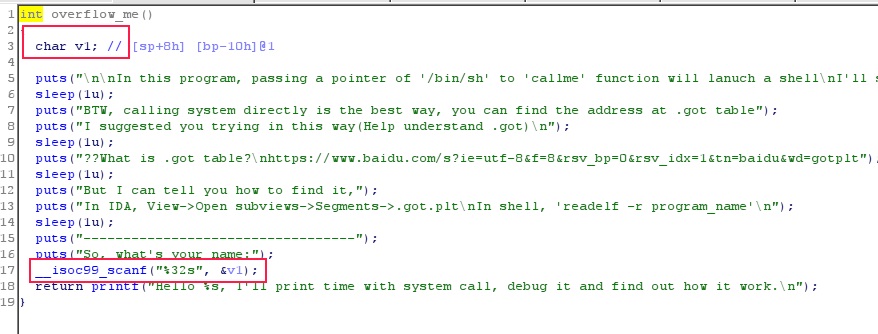 1 int overflow_me()
2
3 char v1; // [sp+8h] [bp-10h]@1
4
5 puts("\n\nIn this program, passing a pointer of '/bin/sh' to 'callme' function will lanuch a shell\nI'll s
6 sleep(1u);
7 puts("BTW, calling system directly is the best way, you can find the address at .got table");
8 puts("I suggested you trying in this way(Help understand .got)\n");
9 sleep(1u);
10 puts("??What is .got table?\nhttps://www.baidu.com/s?ie=utf-8&f=8&rsv_bp=0&rsv_idx=1&tn=baidu&wd=gotplt")
11 sleep(1u);
12 puts("But I can tell you how to find it,");
13 puts("In IDA, View->Open subviews->Segments->.got.plt\nIn shell, 'readelf -r program_name'\n");
14 sleep(1u);
15 puts("----------------------------------");
16 puts("So, what's your name:");
17 __isoc99_scanf("%32s", &v1);
18 return printf("Hello %s, I'll print time with system call, debug it and find out how it work.\n");
19 }